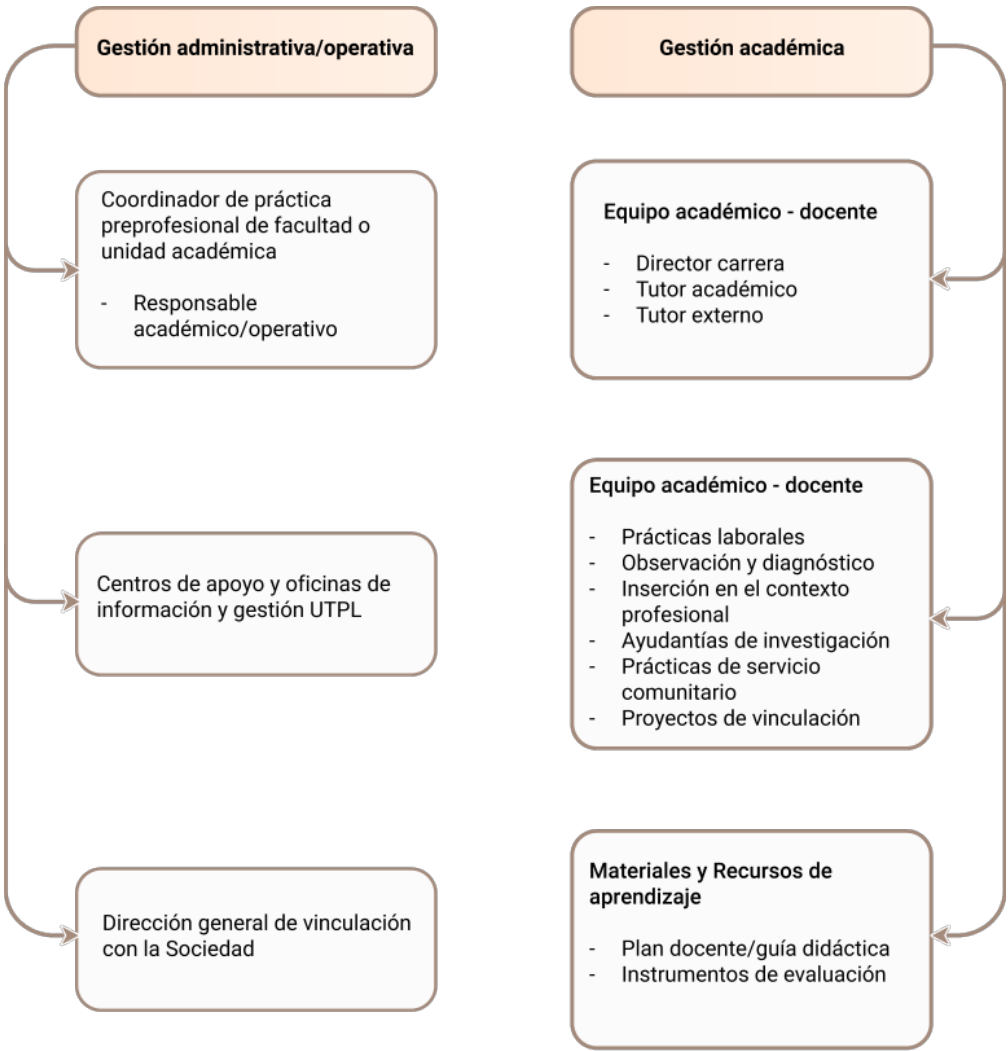 Gestión administrativa/operativa
Coordinador de práctica
preprofesional de facultad o
unidad académica
- Responsable
académico/operativo
Centros de apoyo y oficinas de
información y gestión UTPL
Dirección general de vinculación
con la Sociedad
Gestión académica
Equipo académico - docente
- Director carrera
- Tutor académico
- Tutor externo
Equipo académico - docente
- Prácticas laborales
- Observación y diagnóstico
- Inserción en el contexto
profesional
- Ayudantías de investigación
- Prácticas de servicio
comunitario
- Proyectos de vinculación
Materiales y Recursos de
aprendizaje
- Plan docente/guía didáctica
- Instrumentos de evaluación